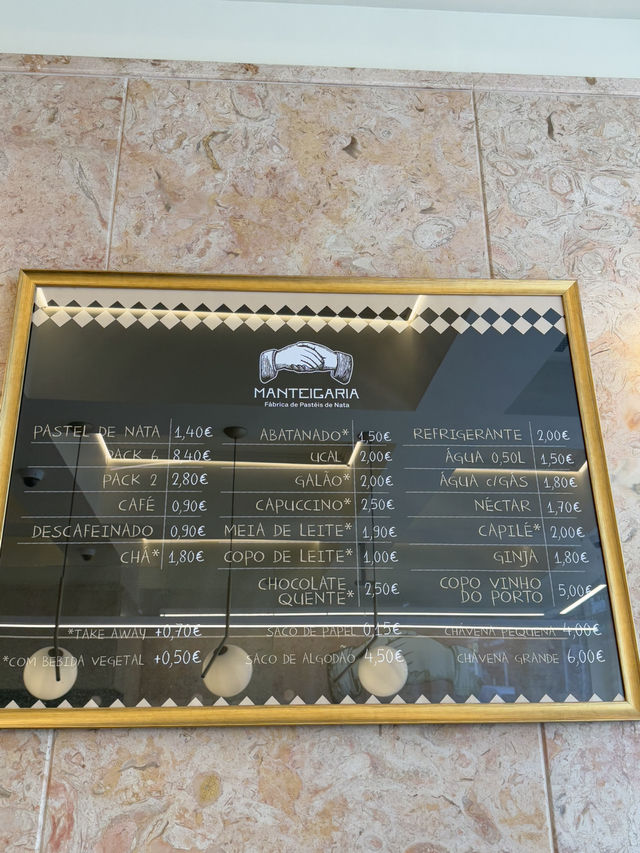 MANTEIGARIA
Fábrica de Pastéis de Nata
PASTEL DE NATA 1,40€
PACK 6 8,40€
PACK 2 2,80€
CAFÉ 0,90€
DESCAFEINADO 0,90€
CHÁ* 1,80€
ABATANADO* 1,50€
UCAL 2,00€
GALÃO* 2,00€
CAPUCCINO* 2,50€
MEIA DE LEITE* 1,90€
COPO DE LEITE* 1,00€
CHOCOLATE
QUENTE* 2,50€
REFRIGERANTE 2,00€
ÁGUA 0,50L 1,50€
ÁGUA C/GÁS 1,80€
NÉCTAR 1,70€
CAPILÉ* 2,00€
GINJA 1,80€
COPO VINHO
DO PORTO 5,00€
*TAKE AWAY +0,70€
*COM BEBIDA VEGETAL +0,50€
SACO DE PAPEL 0,15€
SACO DE ALGODÃO 4,50€
CHÁVENA PEQUENA 4,00€
CHÁVENA GRANDE 6,00€